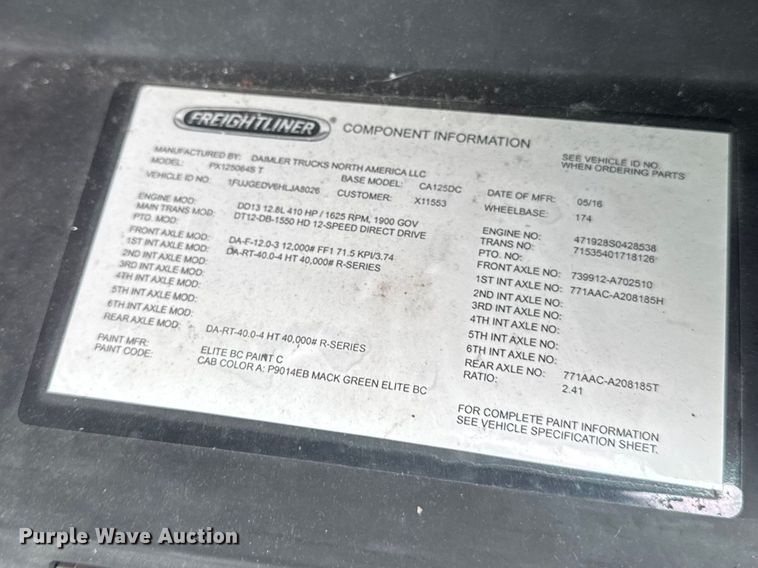 FREIGHTLINER® COMPONENT INFORMATION
MANUFACTURED BY: DAIMLER TRUCKS NORTH AMERICA LLC
MODEL: PX125064S T BASE MODEL: CA125DC
VEHICLE ID NO: 1FUJGEDV6HLJA8026 CUSTOMER: X11553
ENGINE MOD: DD13 12.8L 410 HP / 1625 RPM, 1900 GOV
MAIN TRANS MOD: DT12-DB-1550 HD 12-SPEED DIRECT DRIVE
PTO. MOD:
FRONT AXLE MOD: DA-F-12.0-3 12,000# FF1 71.5 KPI/3.74
1ST INT AXLE MOD: DA-RT-40.0-4 HT 40,000# R-SERIES
2ND INT AXLE MOD:
3RD INT AXLE MOD:
4TH INT AXLE MOD:
5TH INT AXLE MOD:
6TH INT AXLE MOD:
REAR AXLE MOD: DA-RT-40.0-4 HT 40,000# R-SERIES
PAINT MFR: ELITE BC PAINT C
PAINT CODE: CAB COLOR A: P9014EB MACK GREEN ELITE BC
SEE VEHICLE ID NO.
WHEN ORDERING PARTS
DATE OF MFR: 05/16
WHEELBASE: 174
ENGINE NO: 471928S0428538
TRANS NO: 71535401718126
PTO. NO:
FRONT AXLE NO: 739912-A702510
1ST INT AXLE NO: 771AAC-A208185H
2ND INT AXLE NO:
3RD INT AXLE NO:
4TH INT AXLE NO:
5TH INT AXLE NO:
6TH INT AXLE NO:
REAR AXLE NO: 771AAC-A208185T
RATIO: 2.41
FOR COMPLETE PAINT INFORMATION
SEE VEHICLE SPECIFICATION SHEET.
Purple Wave Auction